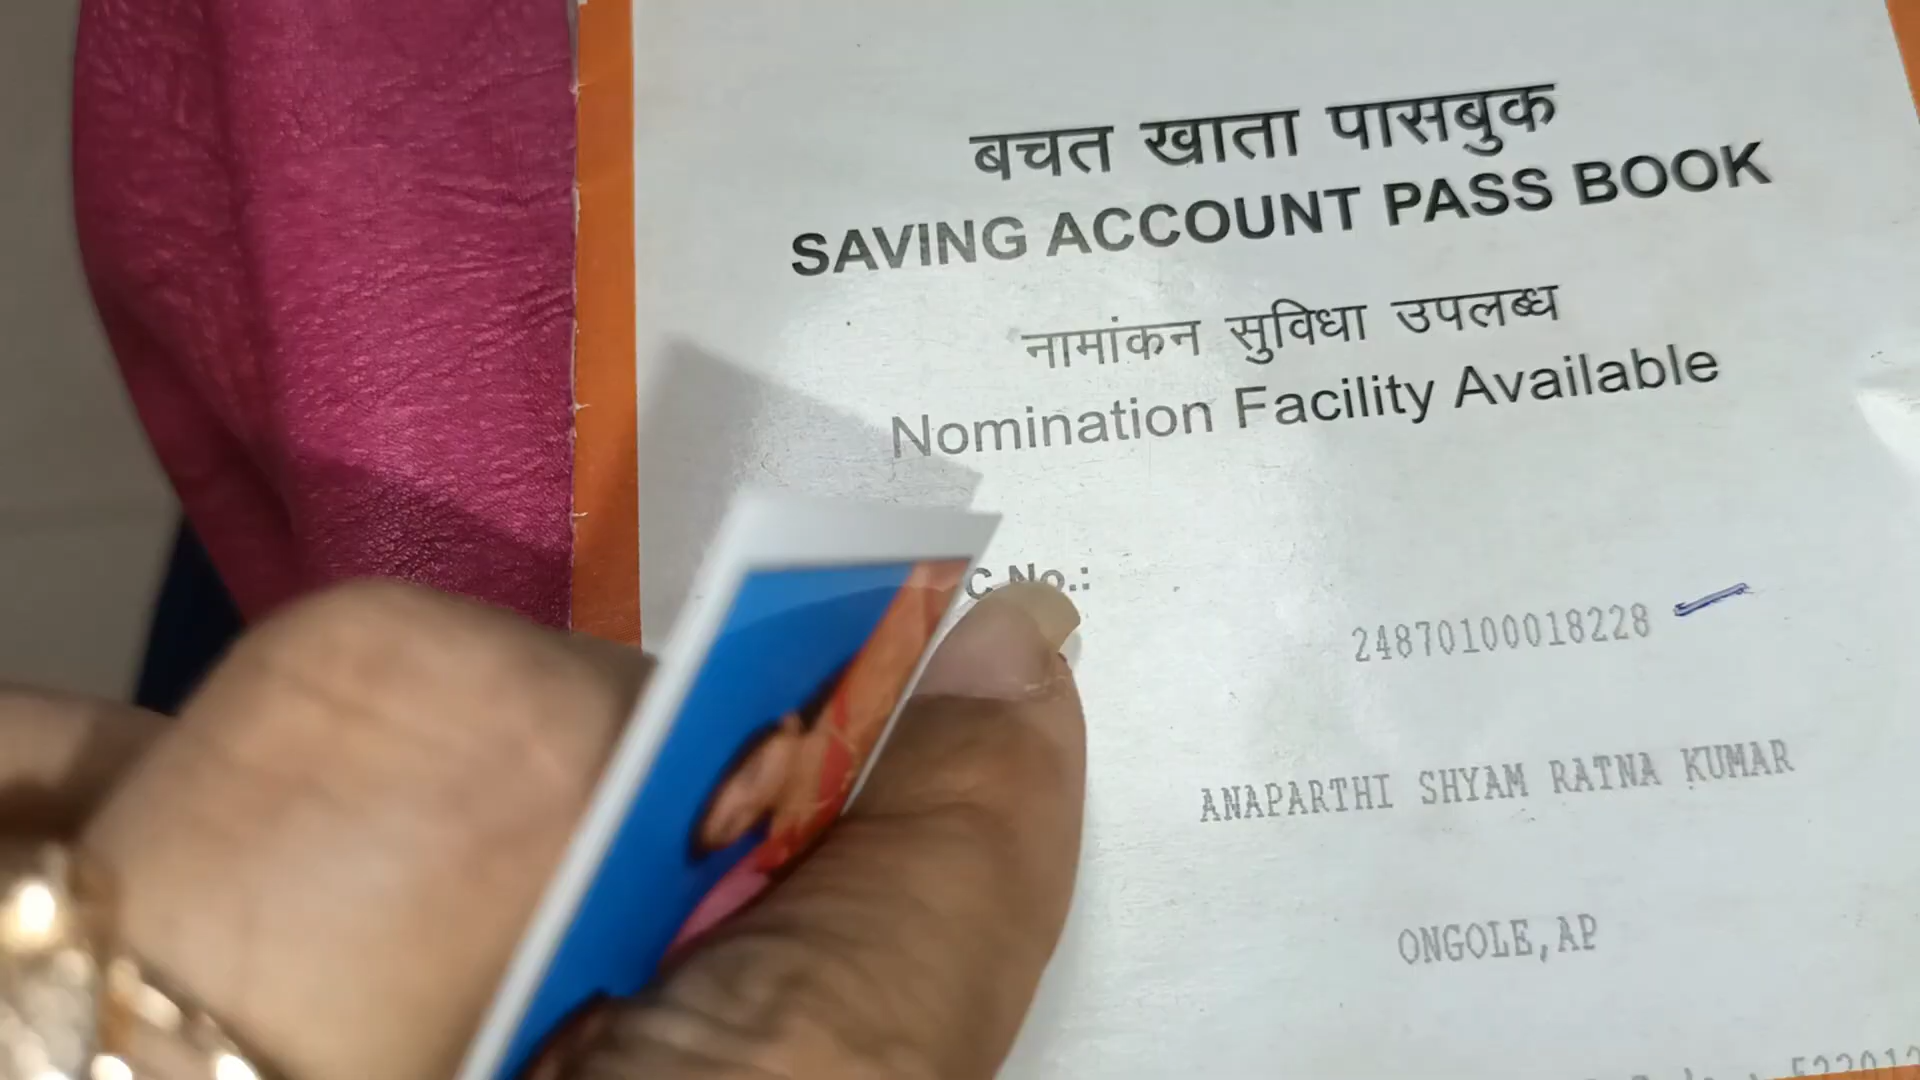 बचत खाता पासबुक
SAVING ACCOUNT PASS BOOK
नामांकन सुविधा उपलब्ध
Nomination Facility Available
C.No.:
24870100018228
ANAPARTHI SHYAM RATNA KUMAR
ONGOLE,AP